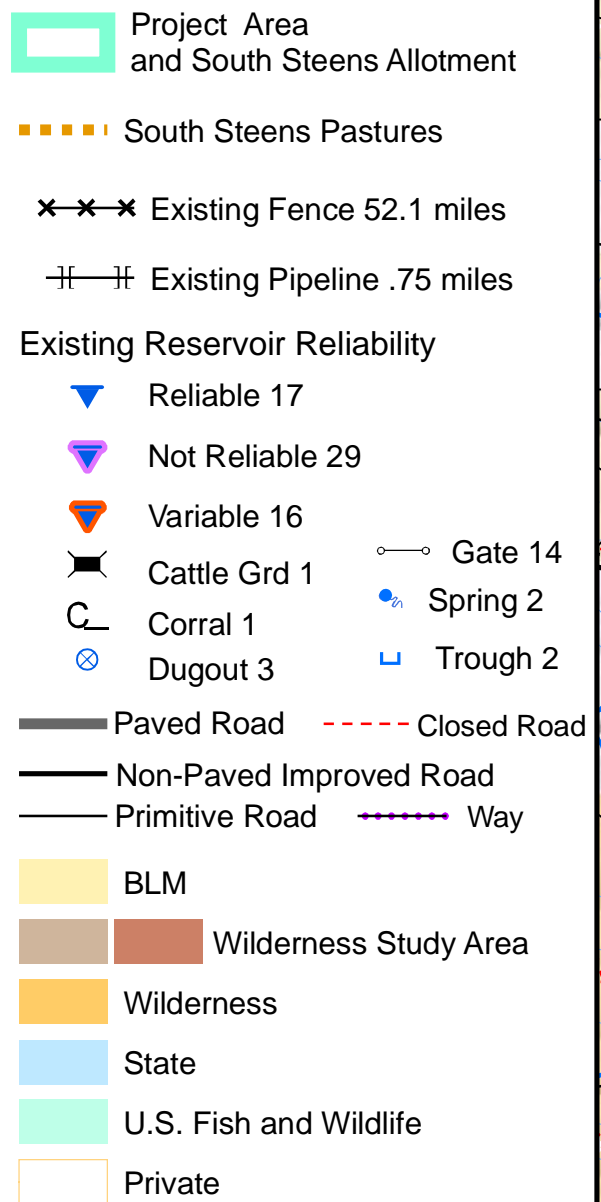 Project Area
and South Steens Allotment
South Steens Pastures
Existing Fence 52.1 miles
Existing Pipeline .75 miles
Existing Reservoir Reliability
Reliable 17
Not Reliable 29
Variable 16
Cattle Grd 1
Gate 14
Corral 1
Spring 2
Dugout 3
Trough 2
Paved Road
Closed Road
Non-Paved Improved Road
Primitive Road
Way
BLM
Wilderness Study Area
Wilderness
State
U.S. Fish and Wildlife
Private